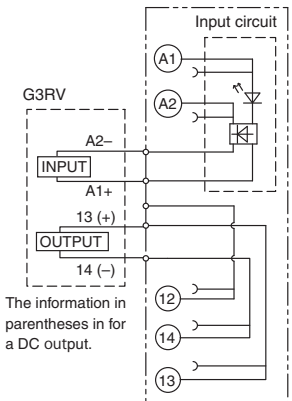 Input circuit
A1
G3RV
A2
A2–
INPUT
A1+
13 (+)
OUTPUT
14 (–)
The information in
parentheses in for
a DC output.
12
14
13